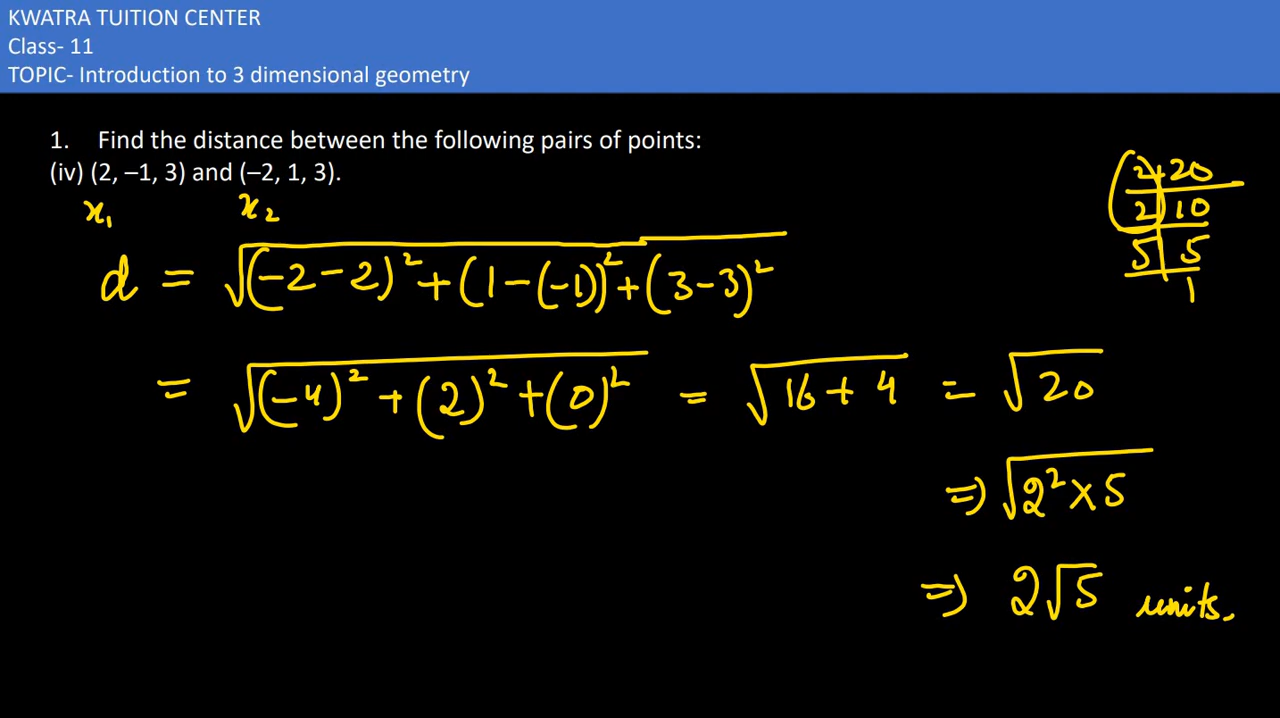 KWATRA TUITION CENTER
Class- 11
TOPIC- Introduction to 3 dimensional geometry
1. Find the distance between the following pairs of points:
(iv) (2, –1, 3) and (–2, 1, 3).
x₁ x₂
d = √((-2-2)² + (1-(-1))² + (3-3)²)
= √((-4)² + (2)² + (0)²) = √(16+4) = √20
⇒ √(2² × 5)
⇒ 2√5 units.
2 | 20
2 | 10
5 | 5
1